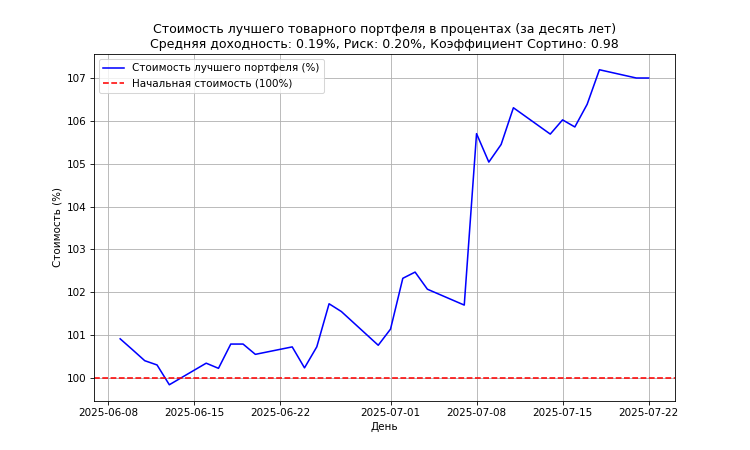 Стоимость лучшего товарного портфеля в процентах (за десять лет)
Средняя доходность: 0.19%, Риск: 0.20%, Коэффициент Сортино: 0.98
Стоимость лучшего портфеля (%)
Начальная стоимость (100%)
Стоимость (%)
107
106
105
104
103
102
101
100
2025-06-08
2025-06-15
2025-06-22
2025-07-01
2025-07-08
2025-07-15
2025-07-22
День